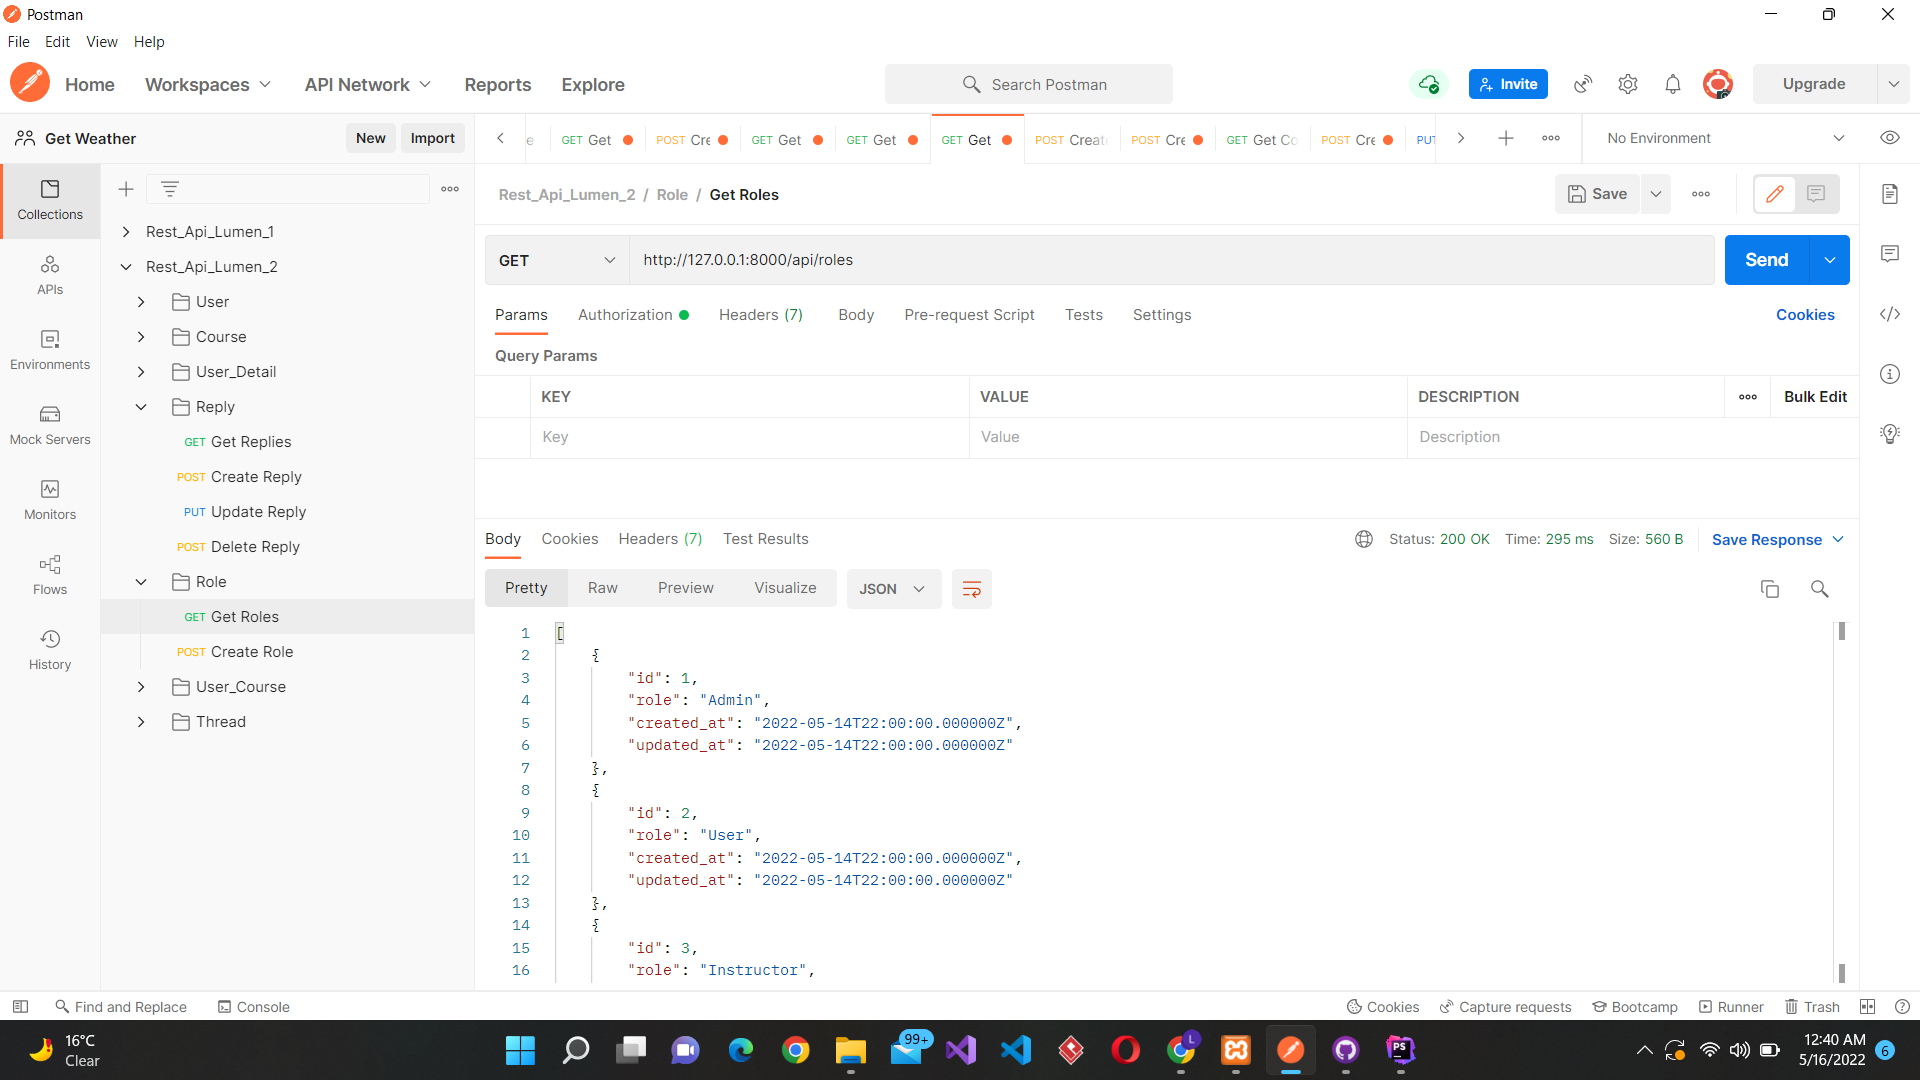 Postman
File Edit View Help
Home Workspaces API Network Reports Explore Search Postman Invite Upgrade
Get Weather New Import
e GET Get POST Cre GET Get GET Get GET Get POST Create POST Cre GET Get Co POST Cre PUT No Environment
Collections
APIs
Environments
Mock Servers
Monitors
Flows
History
Rest_Api_Lumen_1
Rest_Api_Lumen_2
User
Course
User_Detail
Reply
GET Get Replies
POST Create Reply
PUT Update Reply
POST Delete Reply
Role
GET Get Roles
POST Create Role
User_Course
Thread
Rest_Api_Lumen_2 / Role / Get Roles Save
GET http://127.0.0.1:8000/api/roles Send
Params Authorization Headers (7) Body Pre-request Script Tests Settings Cookies
Query Params
KEY VALUE DESCRIPTION Bulk Edit
Key Value Description
Body Cookies Headers (7) Test Results Status: 200 OK Time: 295 ms Size: 560 B Save Response
Pretty Raw Preview Visualize JSON
1 [
2 {
3 "id": 1,
4 "role": "Admin",
5 "created_at": "2022-05-14T22:00:00.000000Z",
6 "updated_at": "2022-05-14T22:00:00.000000Z"
7 },
8 {
9 "id": 2,
10 "role": "User",
11 "created_at": "2022-05-14T22:00:00.000000Z",
12 "updated_at": "2022-05-14T22:00:00.000000Z"
13 },
14 {
15 "id": 3,
16 "role": "Instructor",
Find and Replace Console Cookies Capture requests Bootcamp Runner Trash
16°C
Clear
99+
L
PS
12:40 AM
5/16/2022
6